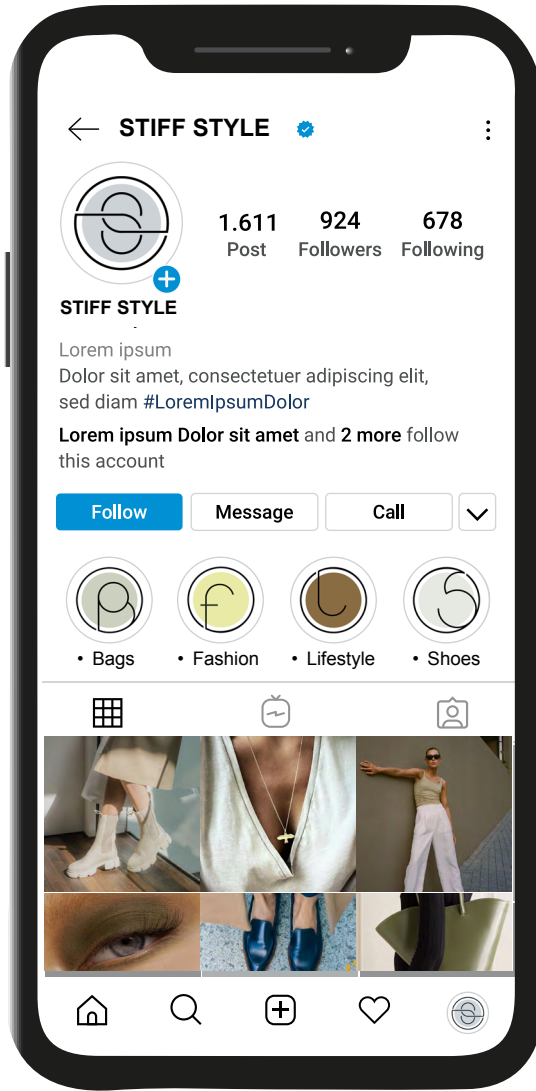 STIFF STYLE
1.611 924 678
Post Followers Following
STIFF STYLE
Lorem ipsum
Dolor sit amet, consectetuer adipiscing elit,
sed diam #LoremIpsumDolor
Lorem ipsum Dolor sit amet and 2 more follow
this account
Follow Message Call
• Bags • Fashion • Lifestyle • Shoes